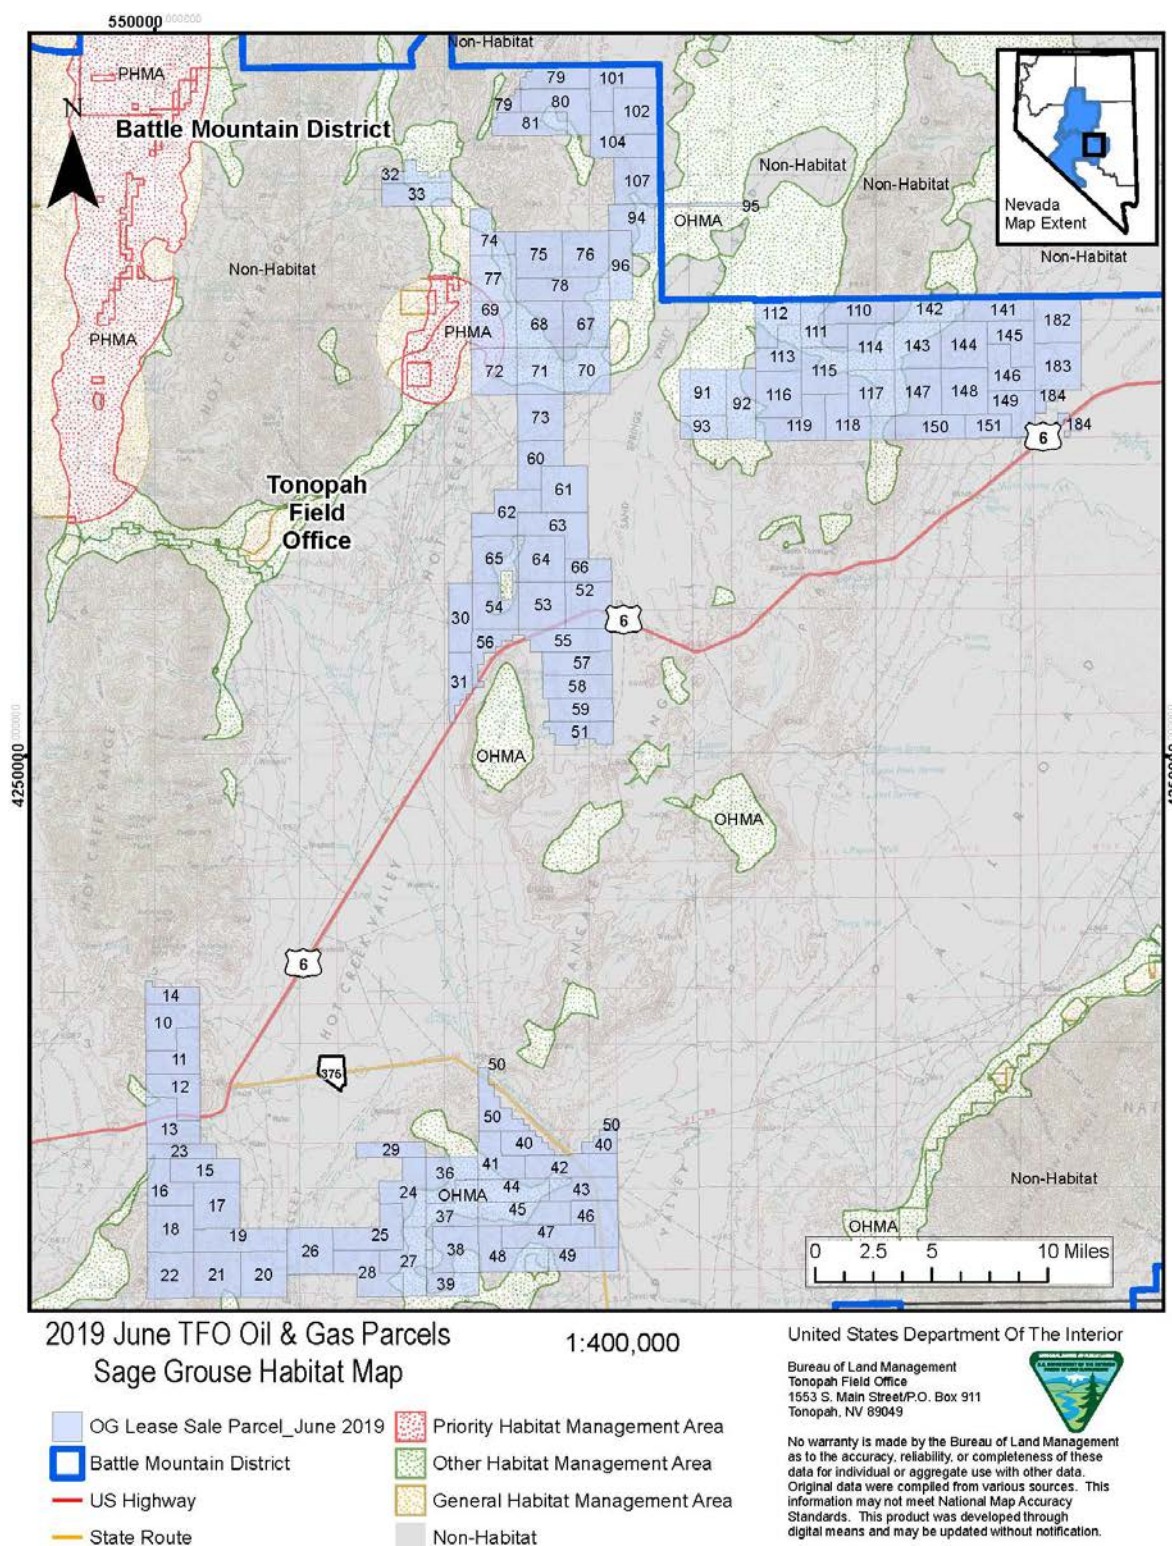 550000
Non-Habitat
PHMA
79
101
79
80
102
81
N
Battle Mountain District
104
Non-Habitat
Non-Habitat
32
33
107
94
OHMA
95
Nevada
Map Extent
Non-Habitat
74
75
76
96
Non-Habitat
77
78
69
68
67
PHMA
PHMA
72
71
70
112
110
142
141
111
145
182
114
143
144
113
115
146
183
91
92
116
117
147
148
149
184
93
119
118
150
151
184
6
73
60
Tonopah
Field
Office
61
62
63
65
64
66
52
30
54
53
6
56
55
57
31
58
59
51
OHMA
4250000
OHMA
HOT CREEK VALLEY
6
14
10
11
12
375
50
50
50
13
40
40
23
29
15
36
41
42
16
24
OHMA
44
43
17
37
45
46
18
19
25
47
26
38
48
49
27
22
21
20
28
39
Non-Habitat
OHMA
0 2.5 5 10 Miles
2019 June TFO Oil & Gas Parcels
Sage Grouse Habitat Map
1:400,000
OG Lease Sale Parcel_June 2019
Battle Mountain District
US Highway
State Route
Priority Habitat Management Area
Other Habitat Management Area
General Habitat Management Area
Non-Habitat
United States Department Of The Interior
Bureau of Land Management
Tonopah Field Office
1553 S. Main Street/P.O. Box 911
Tonopah, NV 89049
No warranty is made by the Bureau of Land Management
as to the accuracy, reliability, or completeness of these
data for individual or aggregate use with other data.
Original data were compiled from various sources. This
information may not meet National Map Accuracy
Standards. This product was developed through
digital means and may be updated without notification.